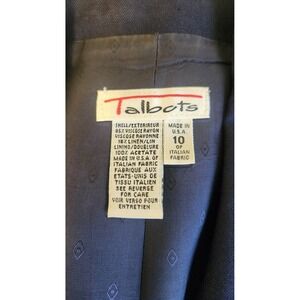 Talbots
SHELL/EXTERIEUR
85% VISCOSE RAYON
VISCOSE RAYONNE
15% LINEN/LIN
LINING/DOUBLURE
100% ACETATE
MADE IN U.S.A. OF
ITALIAN FABRIC
FABRIQUE AUX
ETATS-UNIS DE
TISSU ITALIEN
SEE REVERSE
FOR CARE
VOIR VERSO POUR
ENTRETIEN
MADE IN
U.S.A.
10
OF
ITALIAN
FABRIC